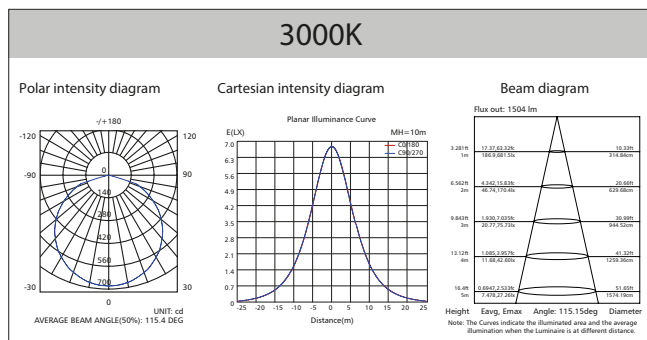 3000K
Polar intensity diagram
-/+180
-120
120
-90
90
0
140
280
420
560
700
-30
30
0
UNIT: cd
AVERAGE BEAM ANGLE(50%): 115.4 DEG
Cartesian intensity diagram
Planar Illuminance Curve
E(LX)
MH=10m
C0/180
C90/270
7.0
6.3
5.6
4.9
4.2
3.5
2.8
2.1
1.4
0.7
0
-25 -20 -15 -10 -5 0 5 10 15 20 25
Distance(m)
Beam diagram
Flux out: 1504 lm
3.281ft 17.37,63.32fc 10.33ft
1m 186.9,681.5lx 314.84cm
6.562ft 4.342,15.83fc 20.66ft
2m 46.74,170.4lx 629.68cm
9.843ft 1.930,7.035fc 30.99ft
3m 20.77,75.73lx 944.52cm
13.12ft 1.085,3.957fc 41.32ft
4m 11.68,42.60lx 1259.36cm
16.4ft 0.6947,2.533fc 51.65ft
5m 7.478,27.26lx 1574.19cm
Height Eavg, Emax Angle: 115.15deg Diameter
Note: The Curves indicate the illuminated area and the average
illumination when the Luminaire is at different distance.